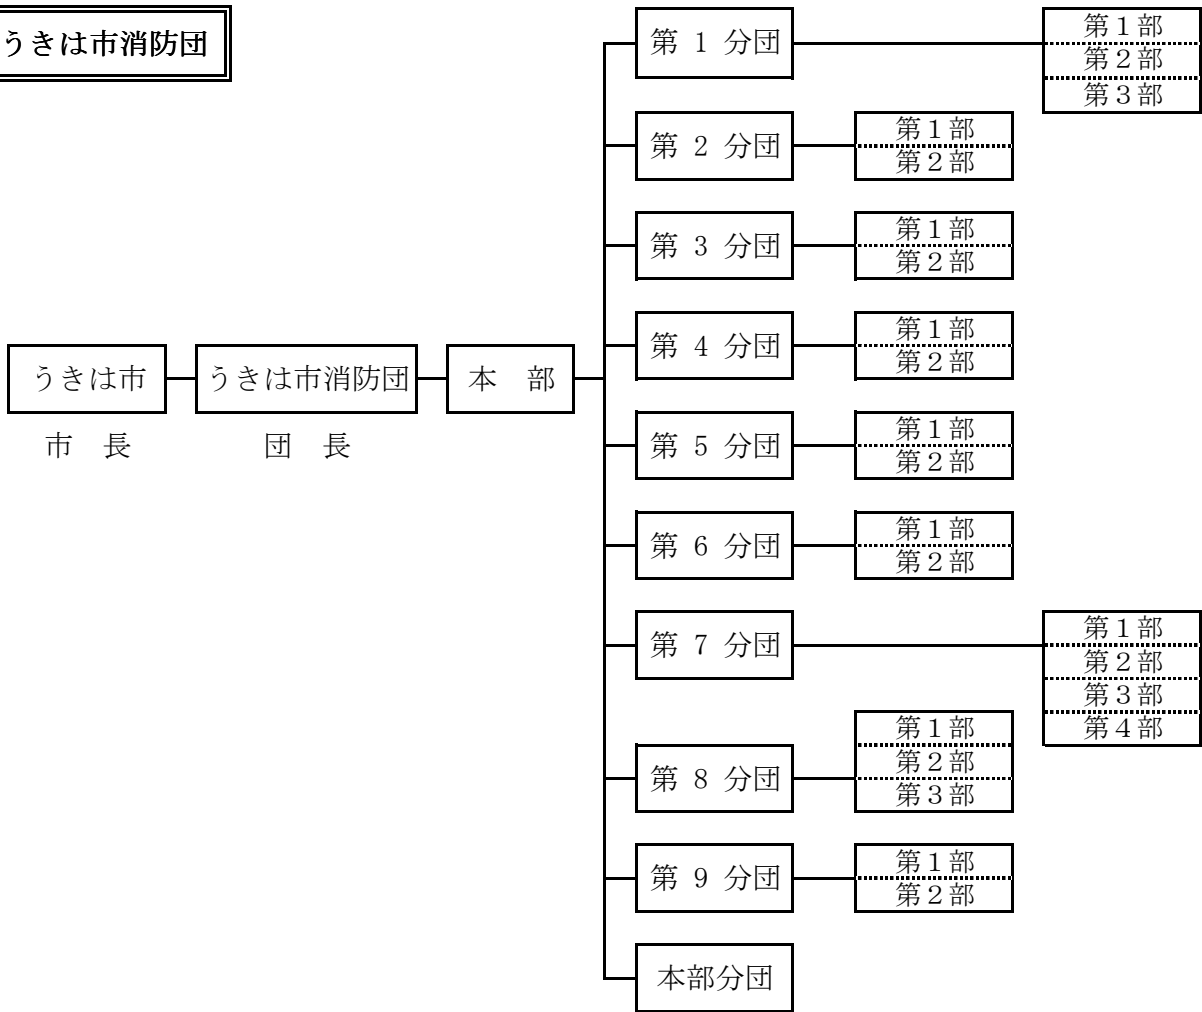 うきは市消防団
第 1 分団
第１部
第２部
第３部
第 2 分団
第１部
第２部
第 3 分団
第１部
第２部
第 4 分団
第１部
第２部
うきは市
市　長
うきは市消防団
団　長
本　部
第 5 分団
第１部
第２部
第 6 分団
第１部
第２部
第 7 分団
第１部
第２部
第３部
第４部
第 8 分団
第１部
第２部
第３部
第 9 分団
第１部
第２部
本部分団